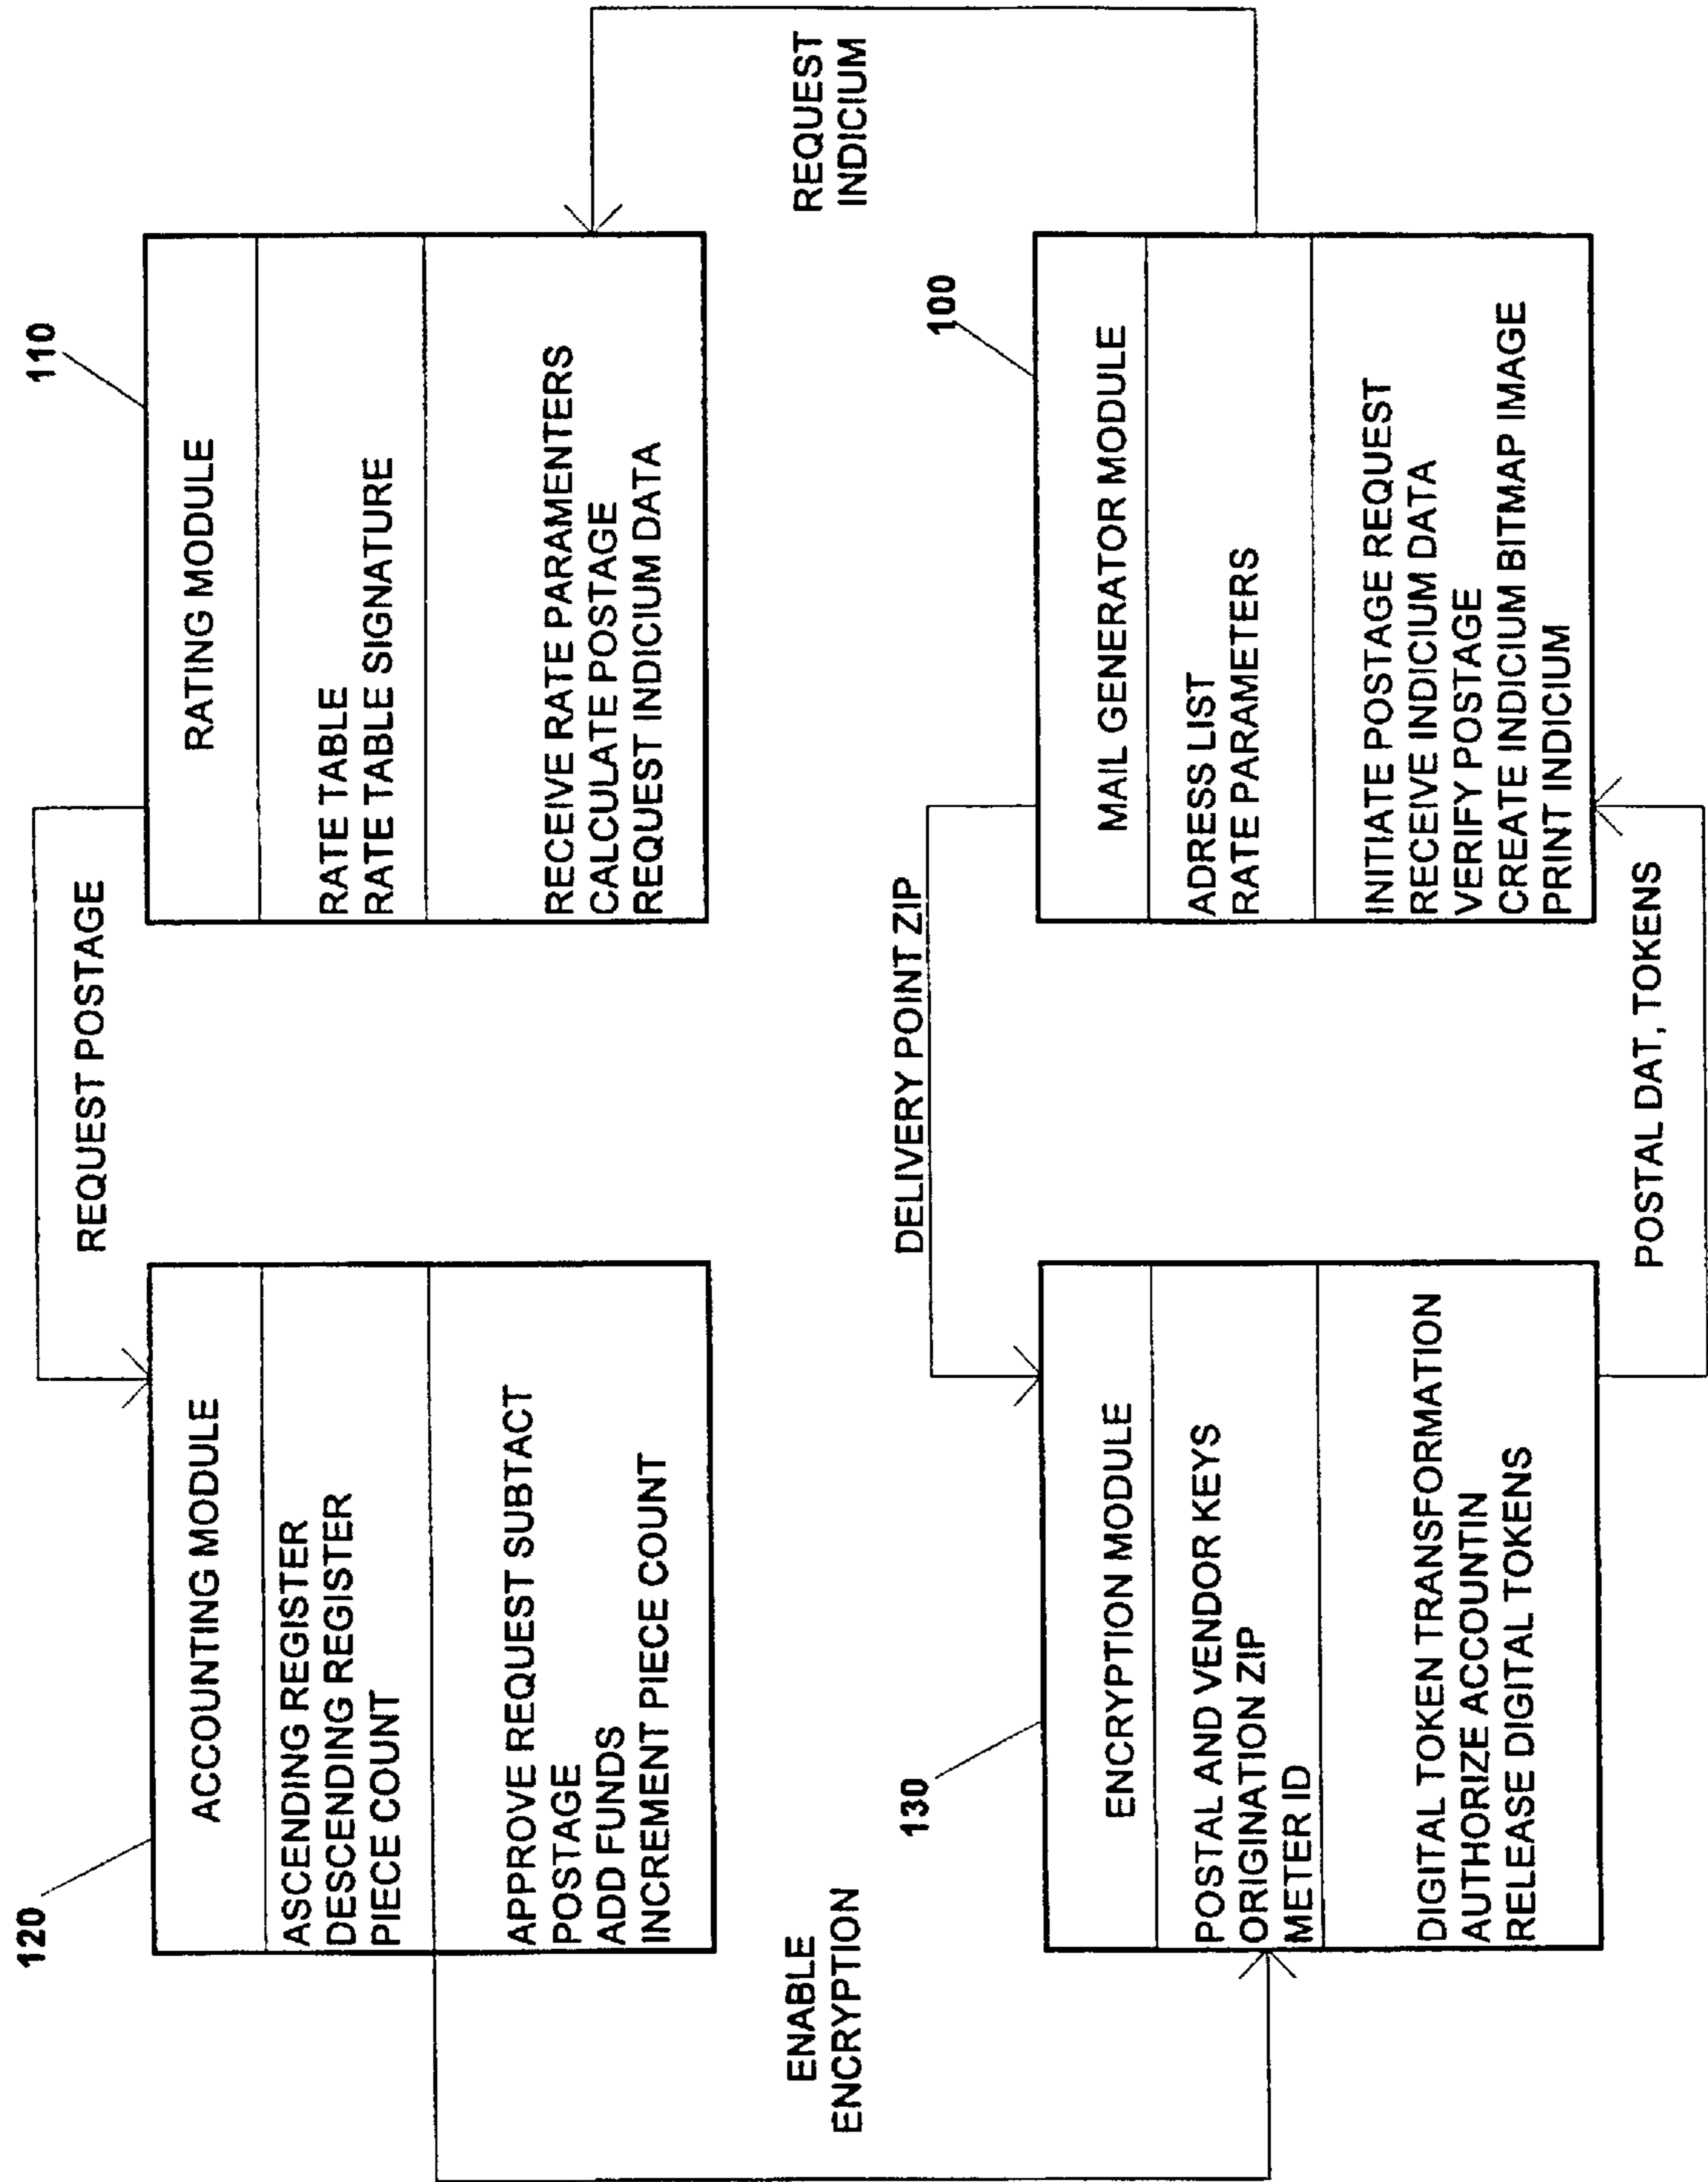 120
ACCOUNTING MODULE
ASCENDING REGISTER
DESCENDING REGISTER
PIECE COUNT
APPROVE REQUEST SUBTACT
POSTAGE
ADD FUNDS
INCREMENT PIECE COUNT
REQUEST POSTAGE
110
RATING MODULE
RATE TABLE
RATE TABLE SIGNATURE
RECEIVE RATE PARAMENTERS
CALCULATE POSTAGE
REQUEST INDICIUM DATA
ENABLE
ENCRYPTION
REQUEST
INDICIUM
130
ENCRYPTION MODULE
POSTAL AND VENDOR KEYS
ORIGINATION ZIP
METER ID
DIGITAL TOKEN TRANSFORMATION
AUTHORIZE ACCOUNTIN
RELEASE DIGITAL TOKENS
DELIVERY POINT ZIP
100
MAIL GENERATOR MODULE
ADRESS LIST
RATE PARAMETERS
INITIATE POSTAGE REQUEST
RECEIVE INDICIUM DATA
VERIFY POSTAGE
CREATE INDICIUM BITMAP IMAGE
PRINT INDICIUM
POSTAL DAT, TOKENS